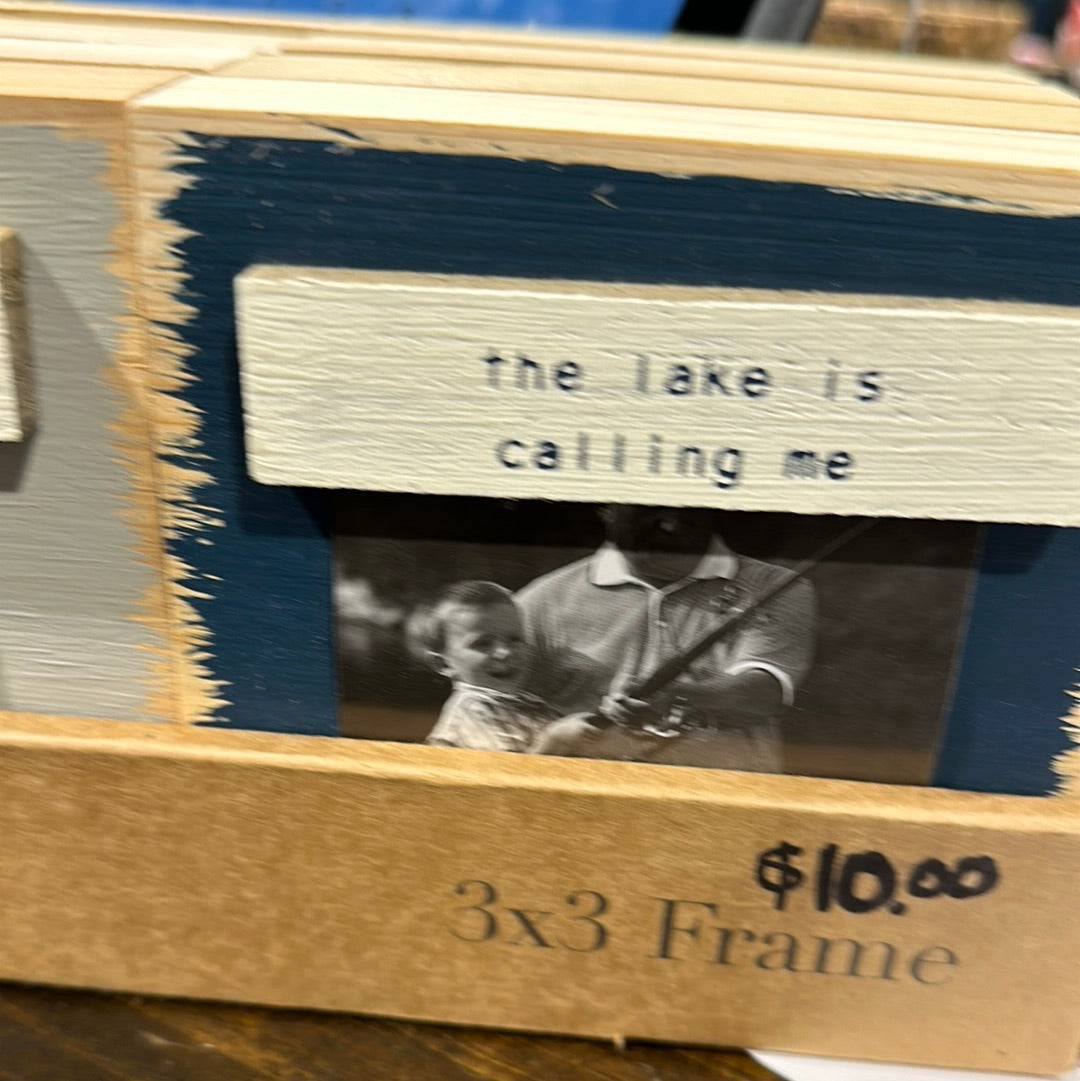 the lake is
calling me
$10.00
3x3 Frame